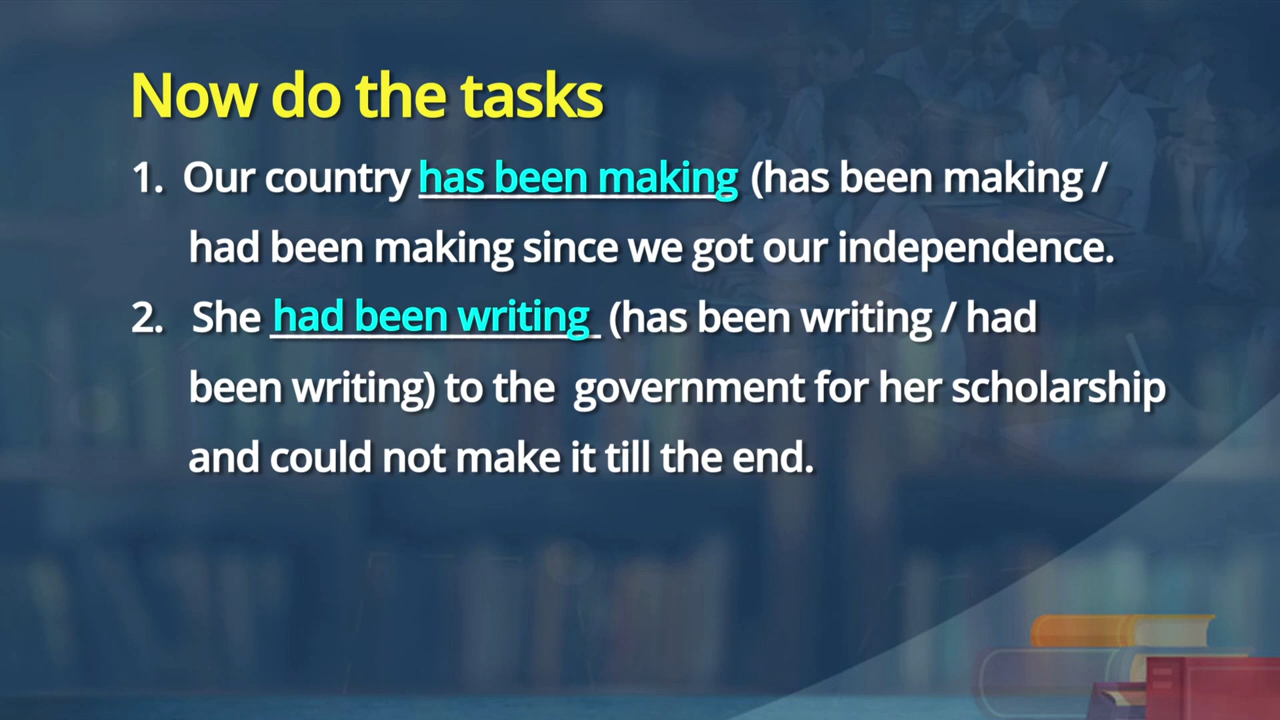 Now do the tasks
1. Our country has been making (has been making /
had been making since we got our independence.
2. She had been writing (has been writing / had
been writing) to the government for her scholarship
and could not make it till the end.